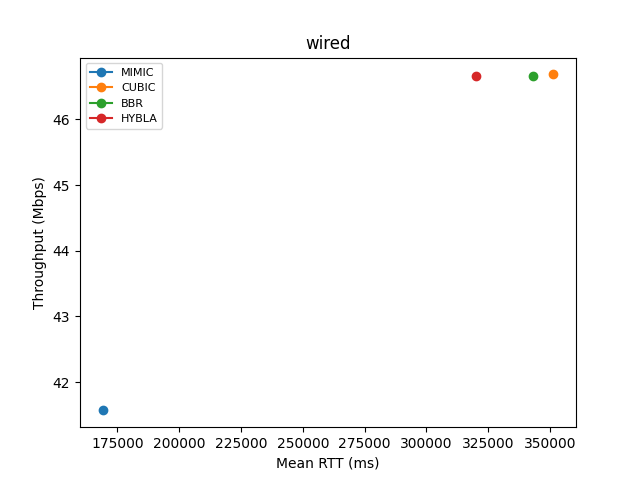 wired
MIMIC
CUBIC
BBR
HYBLA
46
45
44
43
42
Throughput (Mbps)
175000 200000 225000 250000 275000 300000 325000 350000
Mean RTT (ms)